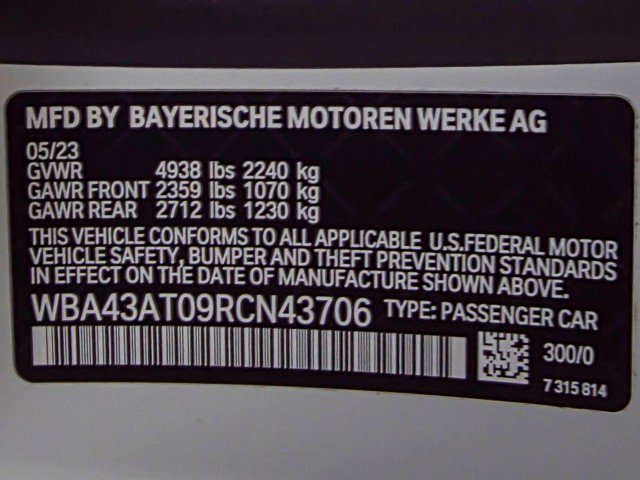 MFD BY BAYERISCHE MOTOREN WERKE AG
05/23
GVWR 4938 lbs 2240 kg
GAWR FRONT 2359 lbs 1070 kg
GAWR REAR 2712 lbs 1230 kg
THIS VEHICLE CONFORMS TO ALL APPLICABLE U.S.FEDERAL MOTOR
VEHICLE SAFETY, BUMPER AND THEFT PREVENTION STANDARDS
IN EFFECT ON THE DATE OF MANUFACTURE SHOWN ABOVE.
WBA43AT09RCN43706 TYPE: PASSENGER CAR
300/0
7 315 814